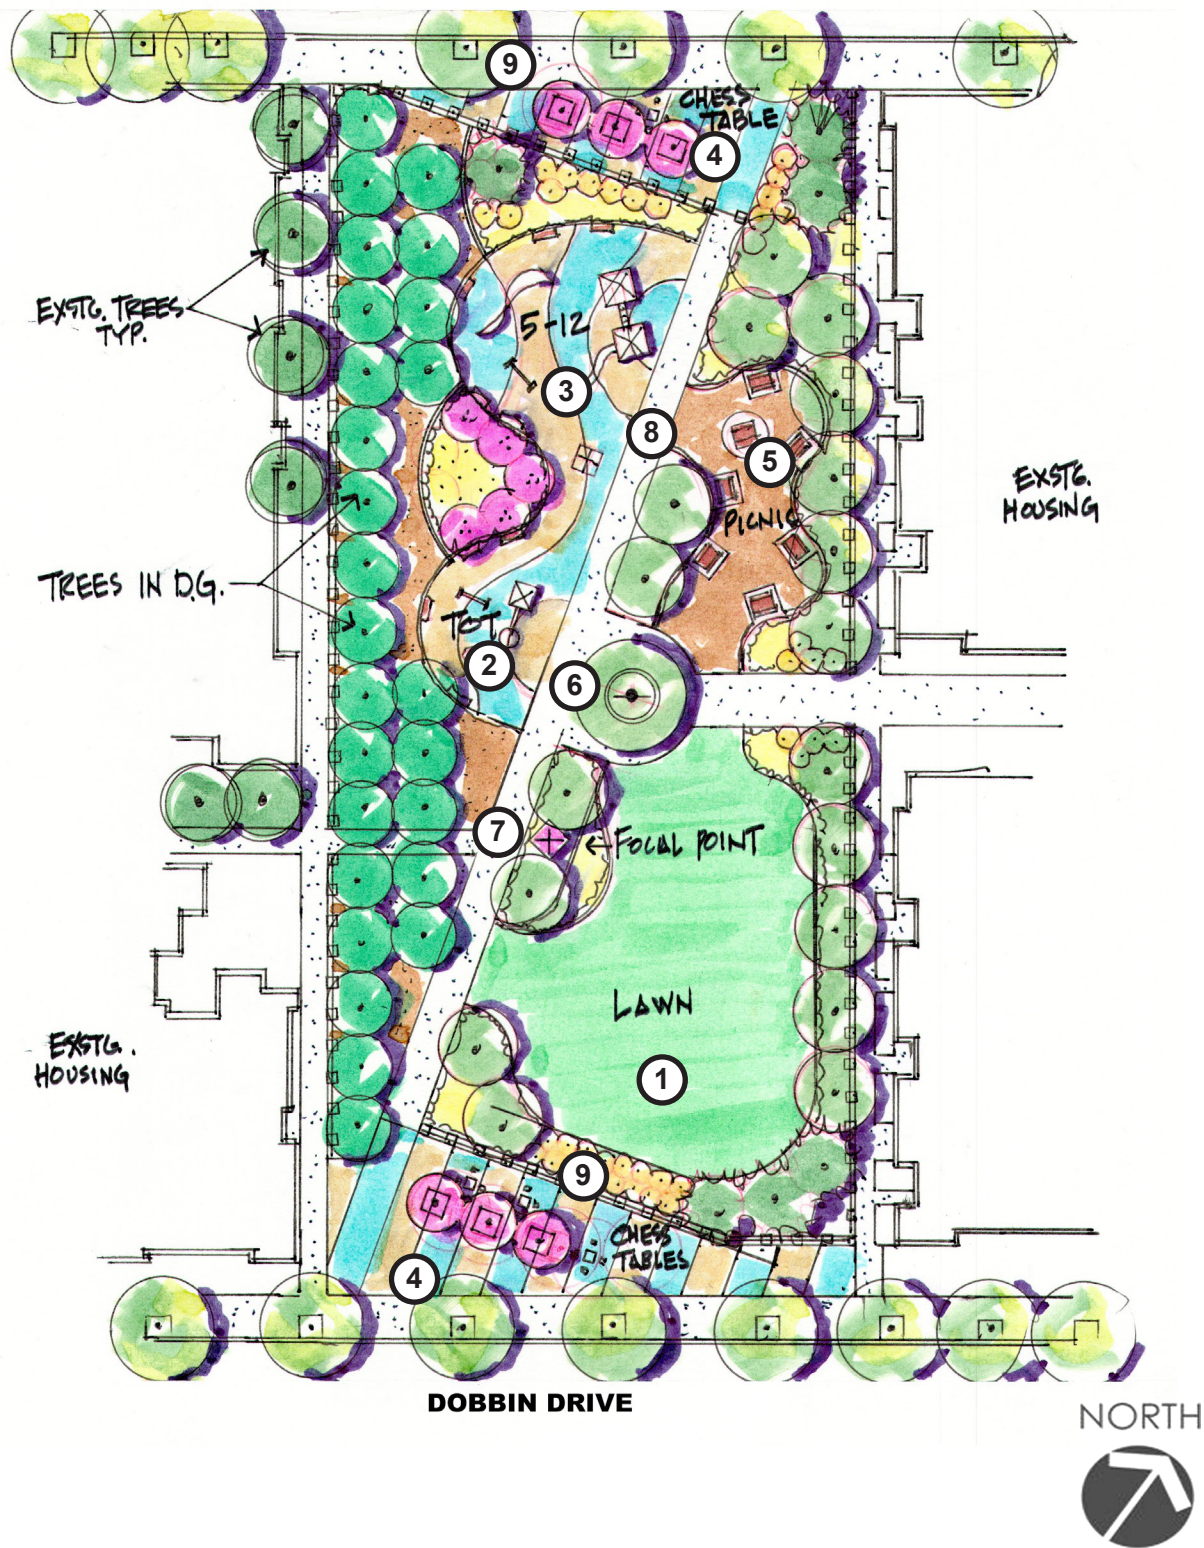 9
CHESS
TABLE
4
EXSTG. TREES
TYP.
5-12
3
8
5
PICNIC
EXSTG.
HOUSING
TREES IN D.G.
TOT
2
6
7
← FOCAL POINT
LAWN
1
EXSTG.
HOUSING
9
CHESS
TABLES
4
DOBBIN DRIVE
NORTH